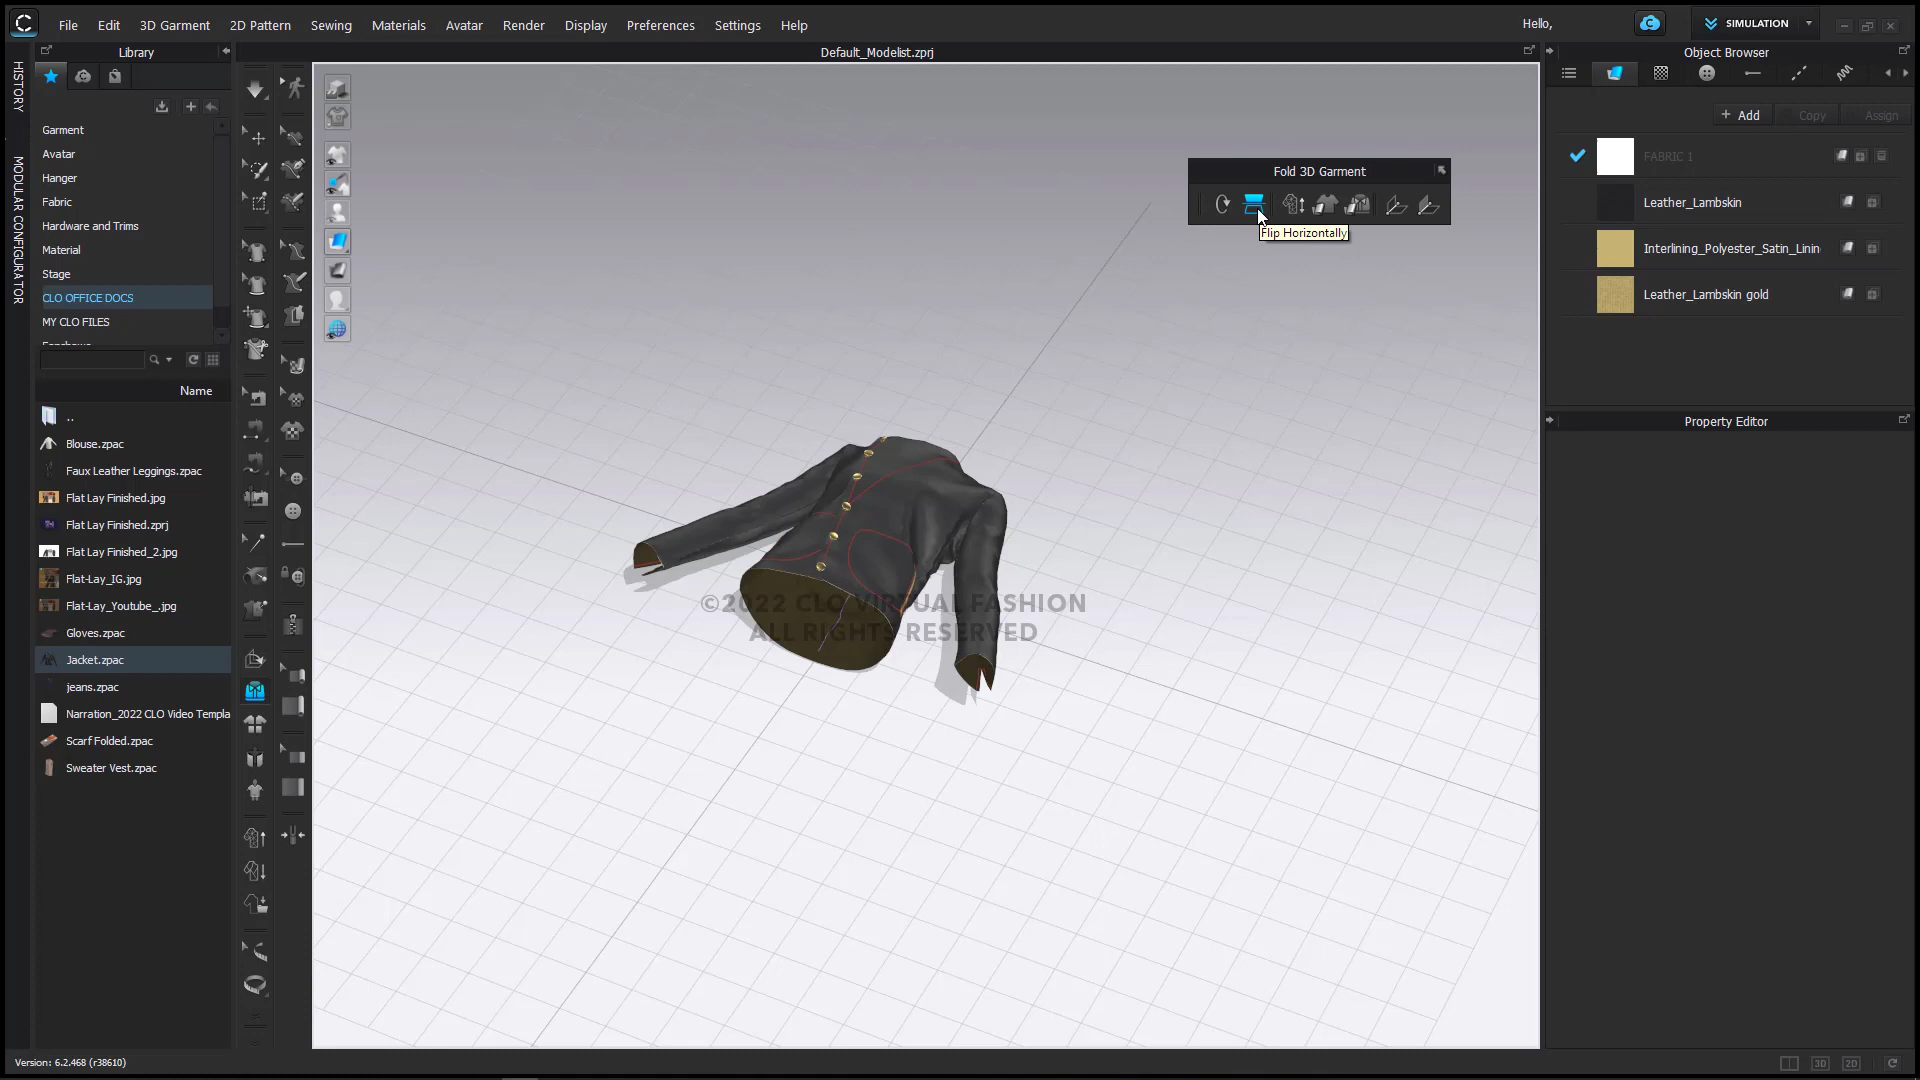 File Edit 3D Garment 2D Pattern Sewing Materials Avatar Render Display Preferences Settings Help
Hello,
SIMULATION
Library
Default_Modelist.zprj
Object Browser
HISTORY
MODULAR CONFIGURATOR
Garment
Avatar
Hanger
Fabric
Hardware and Trims
Material
Stage
CLO OFFICE DOCS
MY CLO FILES
Name
..
Blouse.zpac
Faux Leather Leggings.zpac
Flat Lay Finished.jpg
Flat Lay Finished.zprj
Flat Lay Finished_2.jpg
Flat-Lay_IG.jpg
Flat-Lay_Youtube_.jpg
Gloves.zpac
Jacket.zpac
jeans.zpac
Narration_2022 CLO Video Templa
Scarf Folded.zpac
Sweater Vest.zpac
Fold 3D Garment
Flip Horizontally
©2022 CLO VIRTUAL FASHION
ALL RIGHTS RESERVED
+ Add Copy Assign
FABRIC 1
Leather_Lambskin
Interlining_Polyester_Satin_Linin
Leather_Lambskin gold
Property Editor
Version: 6.2.468 (r38610)
3D 2D